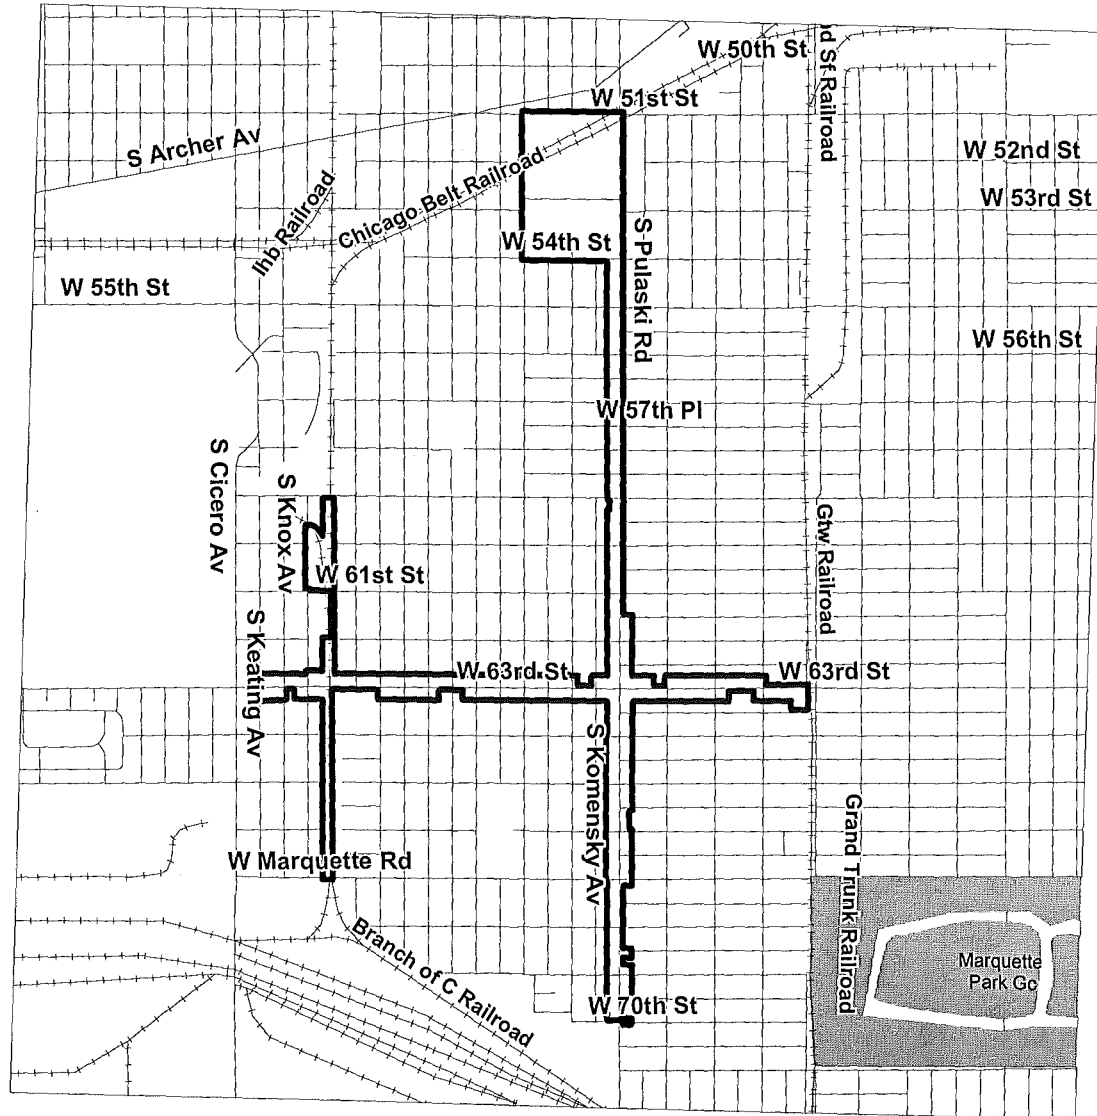 W 50th St
d Sf Railroad
W 51st St
S Archer Av
W 52nd St
Chicago Belt Railroad
Ihb Railroad
W 53rd St
S Pulaski Rd
W 54th St
W 55th St
W 56th St
W 57th Pl
S Cicero Av
S Knox Av
Gtw Railroad
W 61st St
S Keating Av
W 63rd St
W 63rd St
S Komensky Av
Grand Trunk Railroad
W Marquette Rd
Branch of C Railroad
Marquette
Park Gc
W 70th St